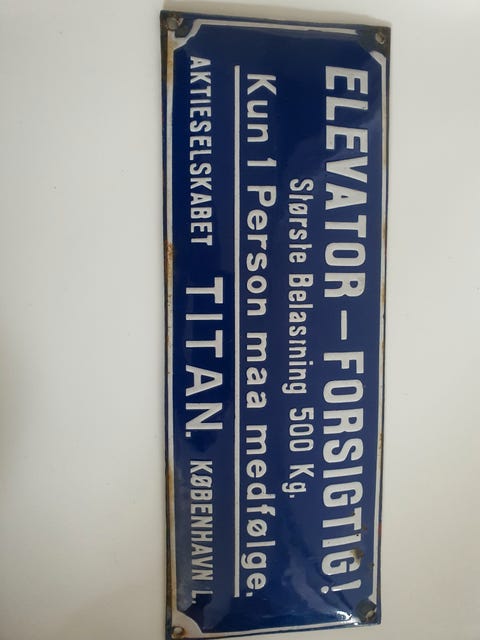 ELEVATOR — FORSIGTIG!
Største Belastning 500 Kg.
Kun 1 Person maa medfølge.
AKTIESELSKABET TITAN. KØBENHAVN L.